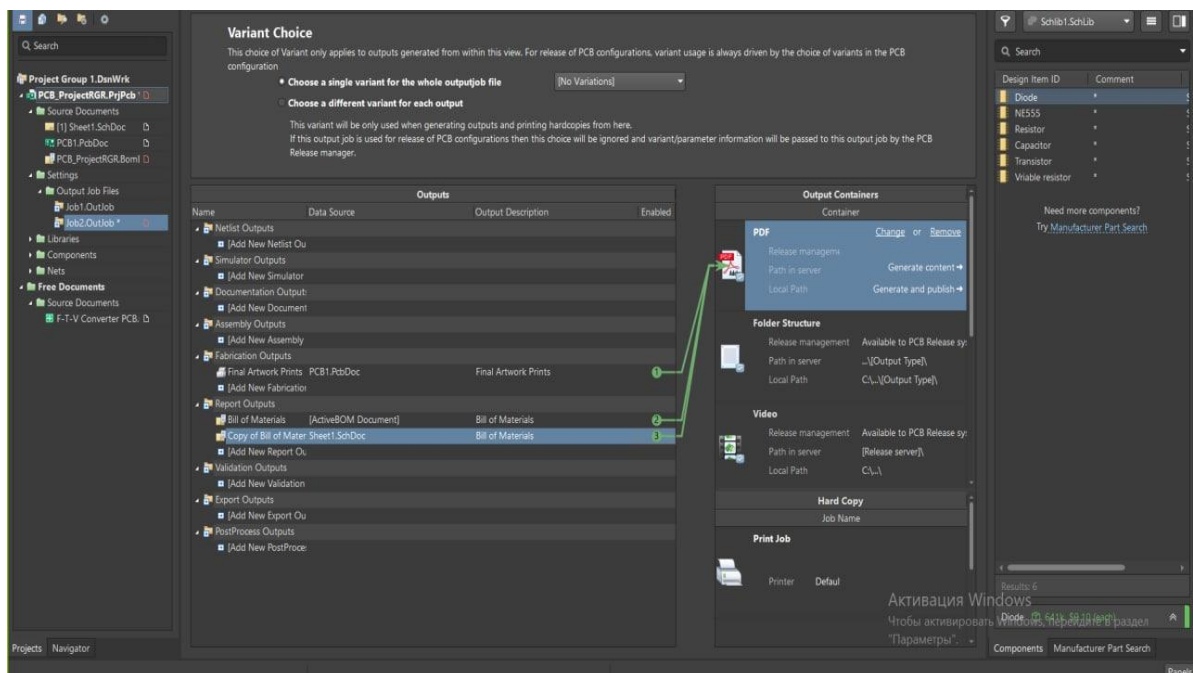 Search
Project Group 1.DsnWrk
PCB_ProjectRGR.PrjPcb *
Source Documents
[1] Sheet1.SchDoc
PCB1.PcbDoc
PCB_ProjectRGR.BomI
Settings
Output Job Files
Job1.OutJob
Job2.OutJob *
Libraries
Components
Nets
Free Documents
Source Documents
F-T-V Converter PCB.
Projects Navigator
Variant Choice
This choice of Variant only applies to outputs generated from within this view. For release of PCB configurations, variant usage is always driven by the choice of variants in the PCB
configuration
Choose a single variant for the whole outputjob file [No Variations]
Choose a different variant for each output
This variant will be only used when generating outputs and printing hardcopies from here.
If this output job is used for release of PCB configurations then this choice will be ignored and variant/parameter information will be passed to this output job by the PCB
Release manager.
Outputs
Name Data Source Output Description Enabled
Netlist Outputs
[Add New Netlist Ou
Simulator Outputs
[Add New Simulator
Documentation Output
[Add New Document
Assembly Outputs
[Add New Assembly
Fabrication Outputs
Final Artwork Prints PCB1.PcbDoc Final Artwork Prints 1
[Add New Fabrication
Report Outputs
Bill of Materials [ActiveBOM Document] Bill of Materials 2
Copy of Bill of Mater Sheet1.SchDoc Bill of Materials 3
[Add New Report Ou
Validation Outputs
[Add New Validation
Export Outputs
[Add New Export Ou
PostProcess Outputs
[Add New PostProce
Output Containers
Container
PDF Change or Remove
Release manageme
Path in server Generate content
Local Path Generate and publish
Folder Structure
Release management Available to PCB Release sy
Path in server ...\[Output Type]\
Local Path C:\...\[Output Type]\
Video
Release management Available to PCB Release sy
Path in server [Release server]\
Local Path C:\...\
Hard Copy
Job Name
Print Job
Printer Defaul
Schlib1.SchLib
Search
Design Item ID Comment
Diode *
NE555 *
Resistor *
Capacitor *
Transistor *
Vriable resistor *
Need more components?
Try Manufacturer Part Search
Results: 6
Активация Windows
Чтобы активировать Windows, перейдите в раздел
"Параметры".
Diode
Components Manufacturer Part Search
Panels